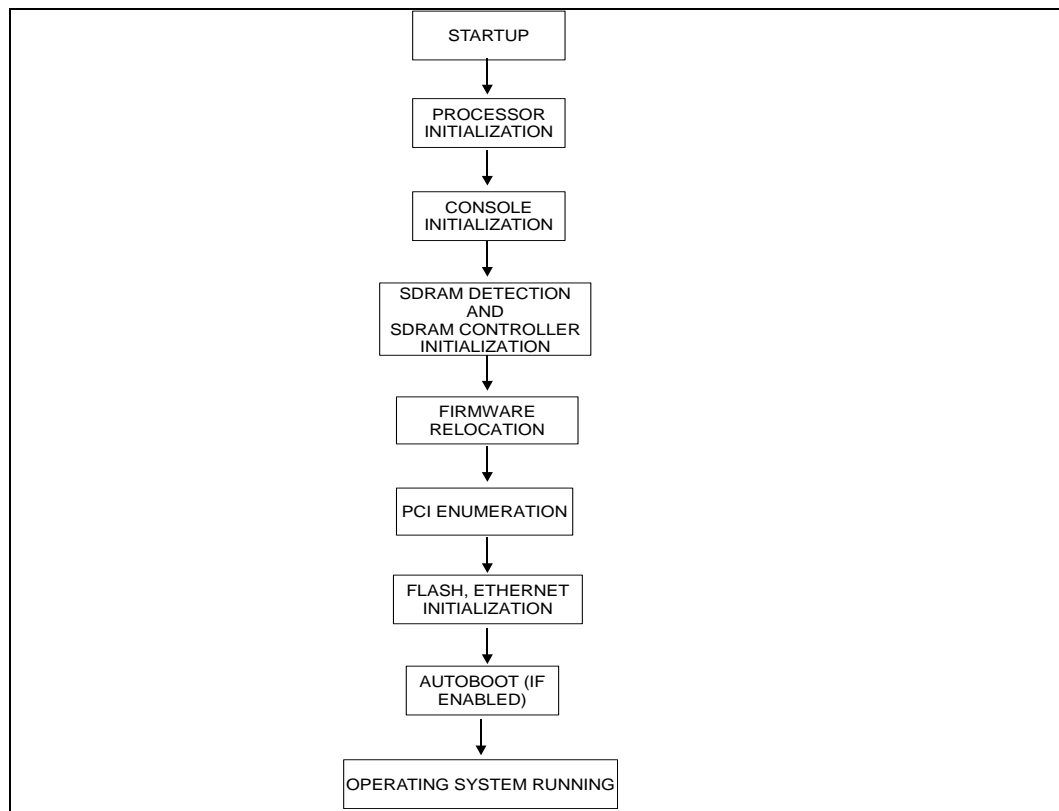 STARTUP
PROCESSOR
INITIALIZATION
CONSOLE
INITIALIZATION
SDRAM DETECTION
AND
SDRAM CONTROLLER
INITIALIZATION
FIRMWARE
RELOCATION
PCI ENUMERATION
FLASH, ETHERNET
INITIALIZATION
AUTOBOOT (IF
ENABLED)
OPERATING SYSTEM RUNNING